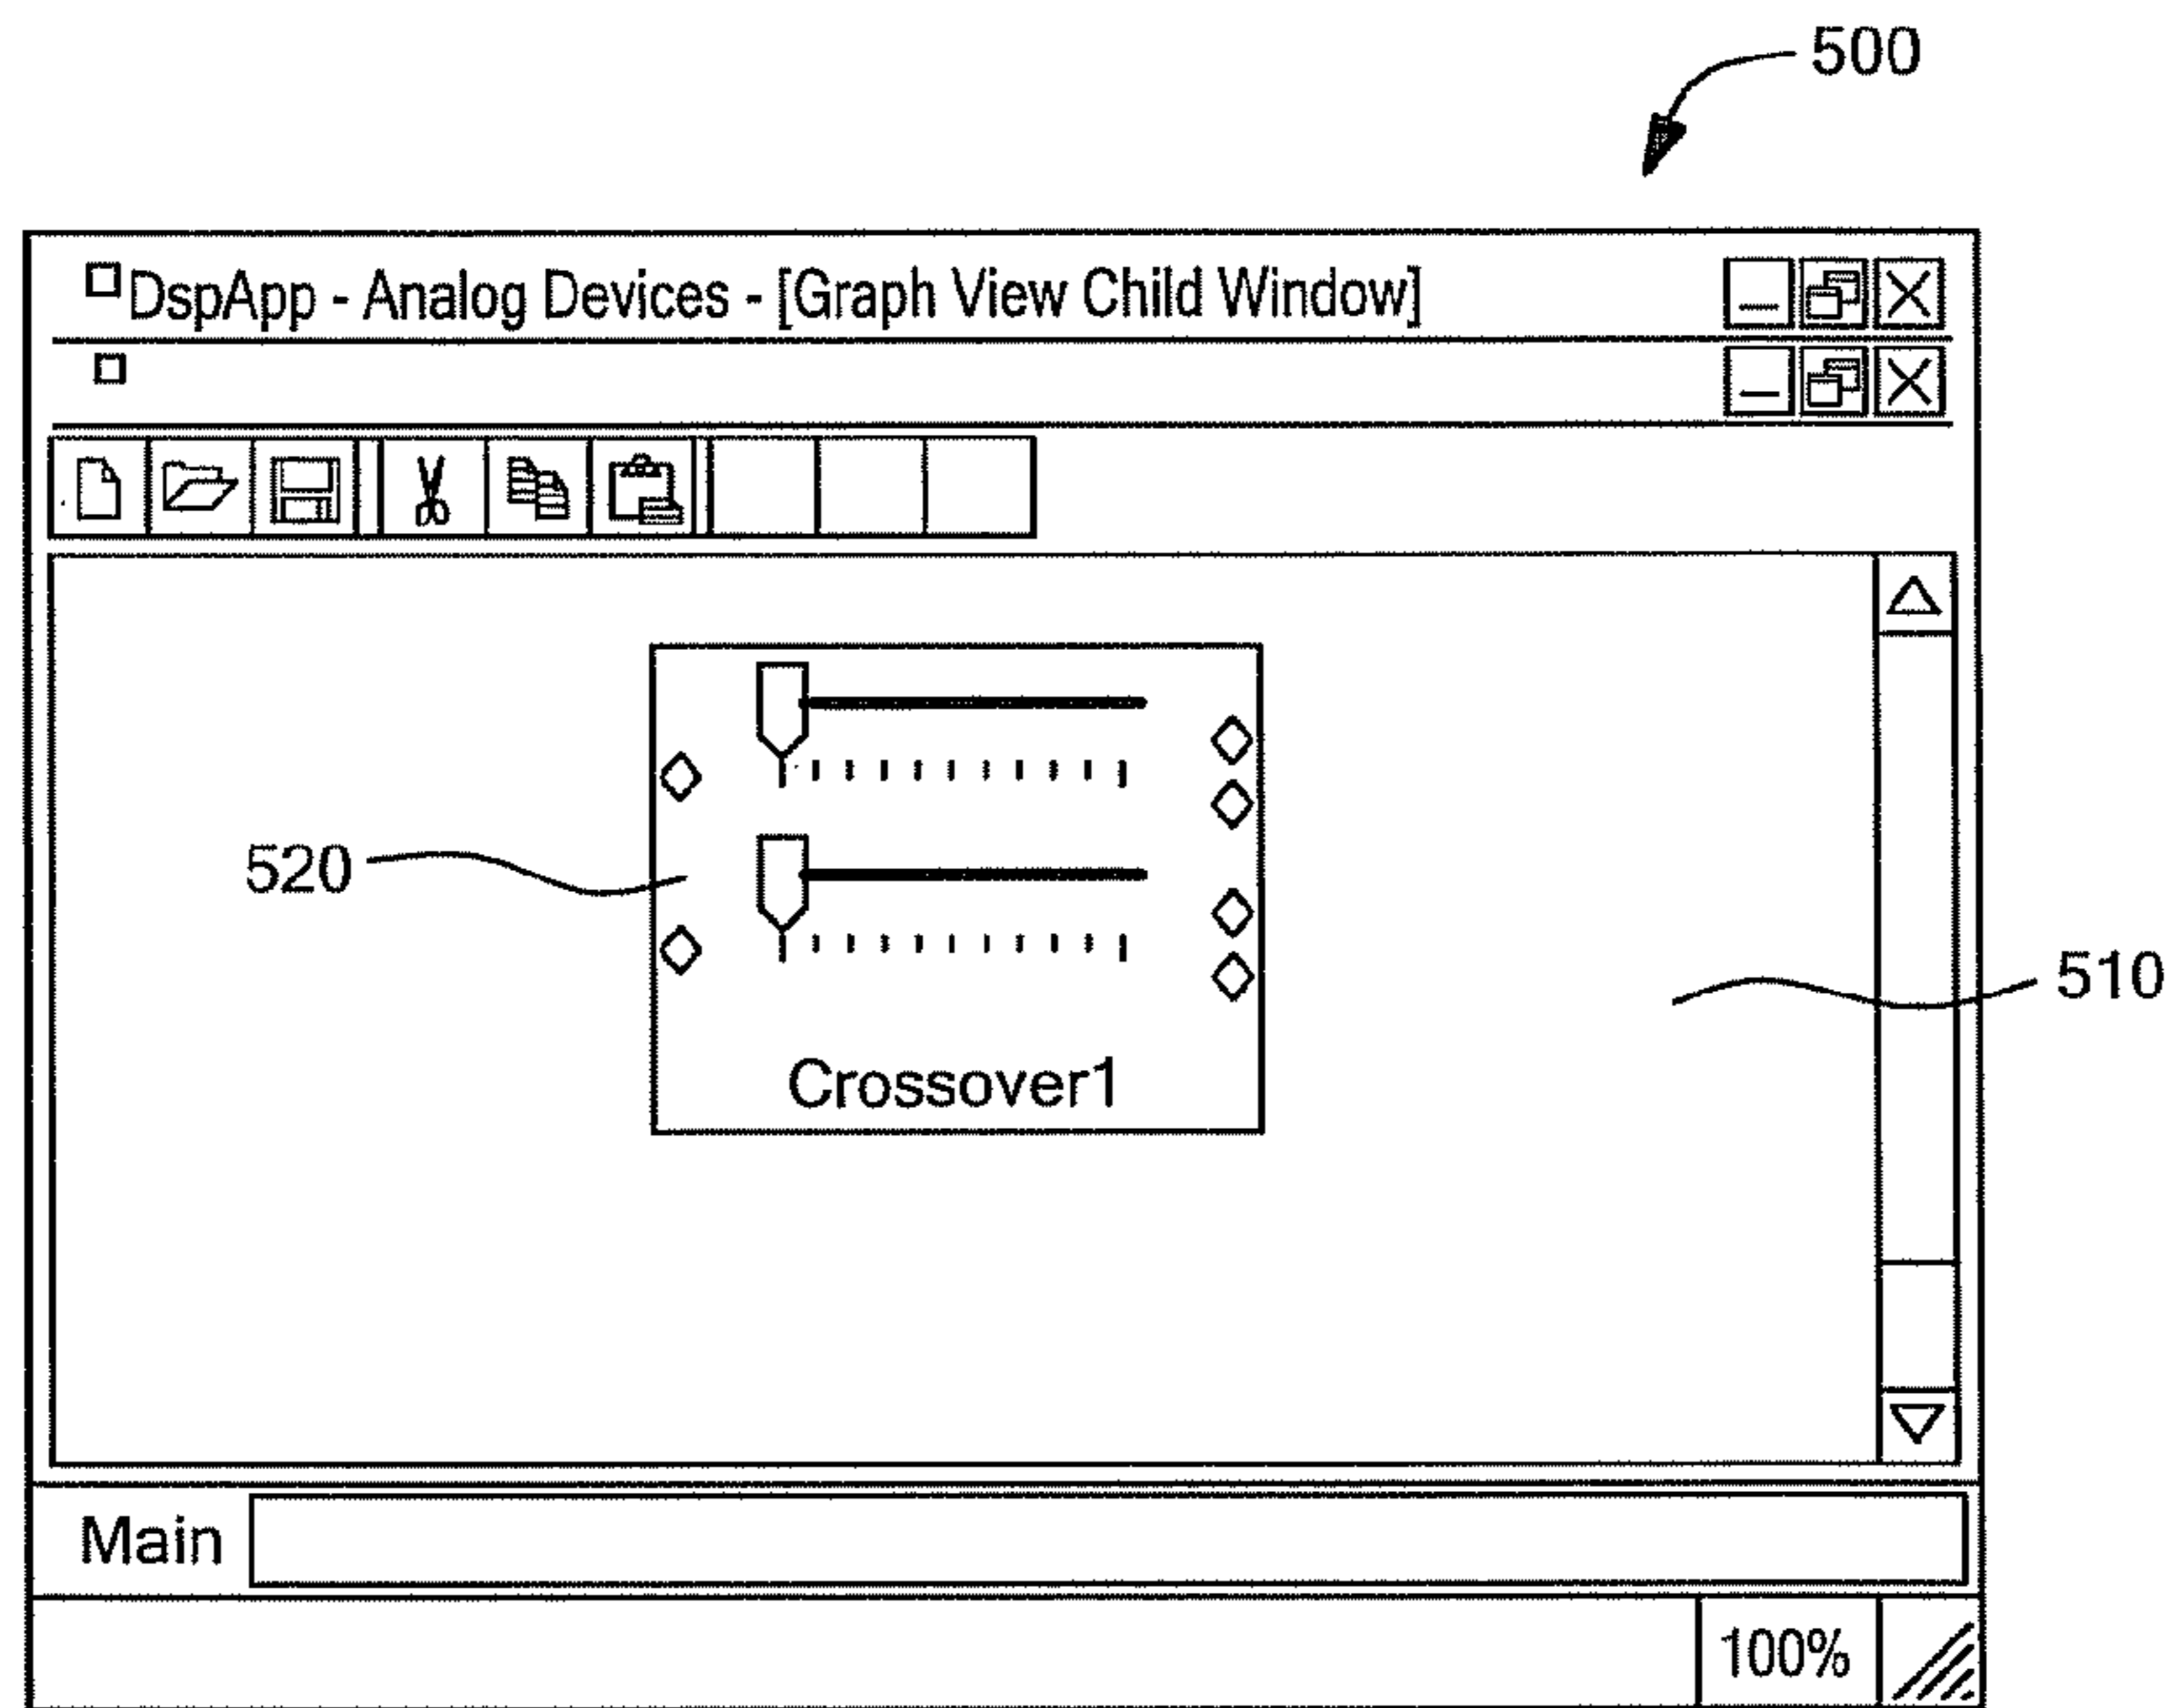 500
DspApp - Analog Devices - [Graph View Child Window]
520
510
Crossover1
Main
100%